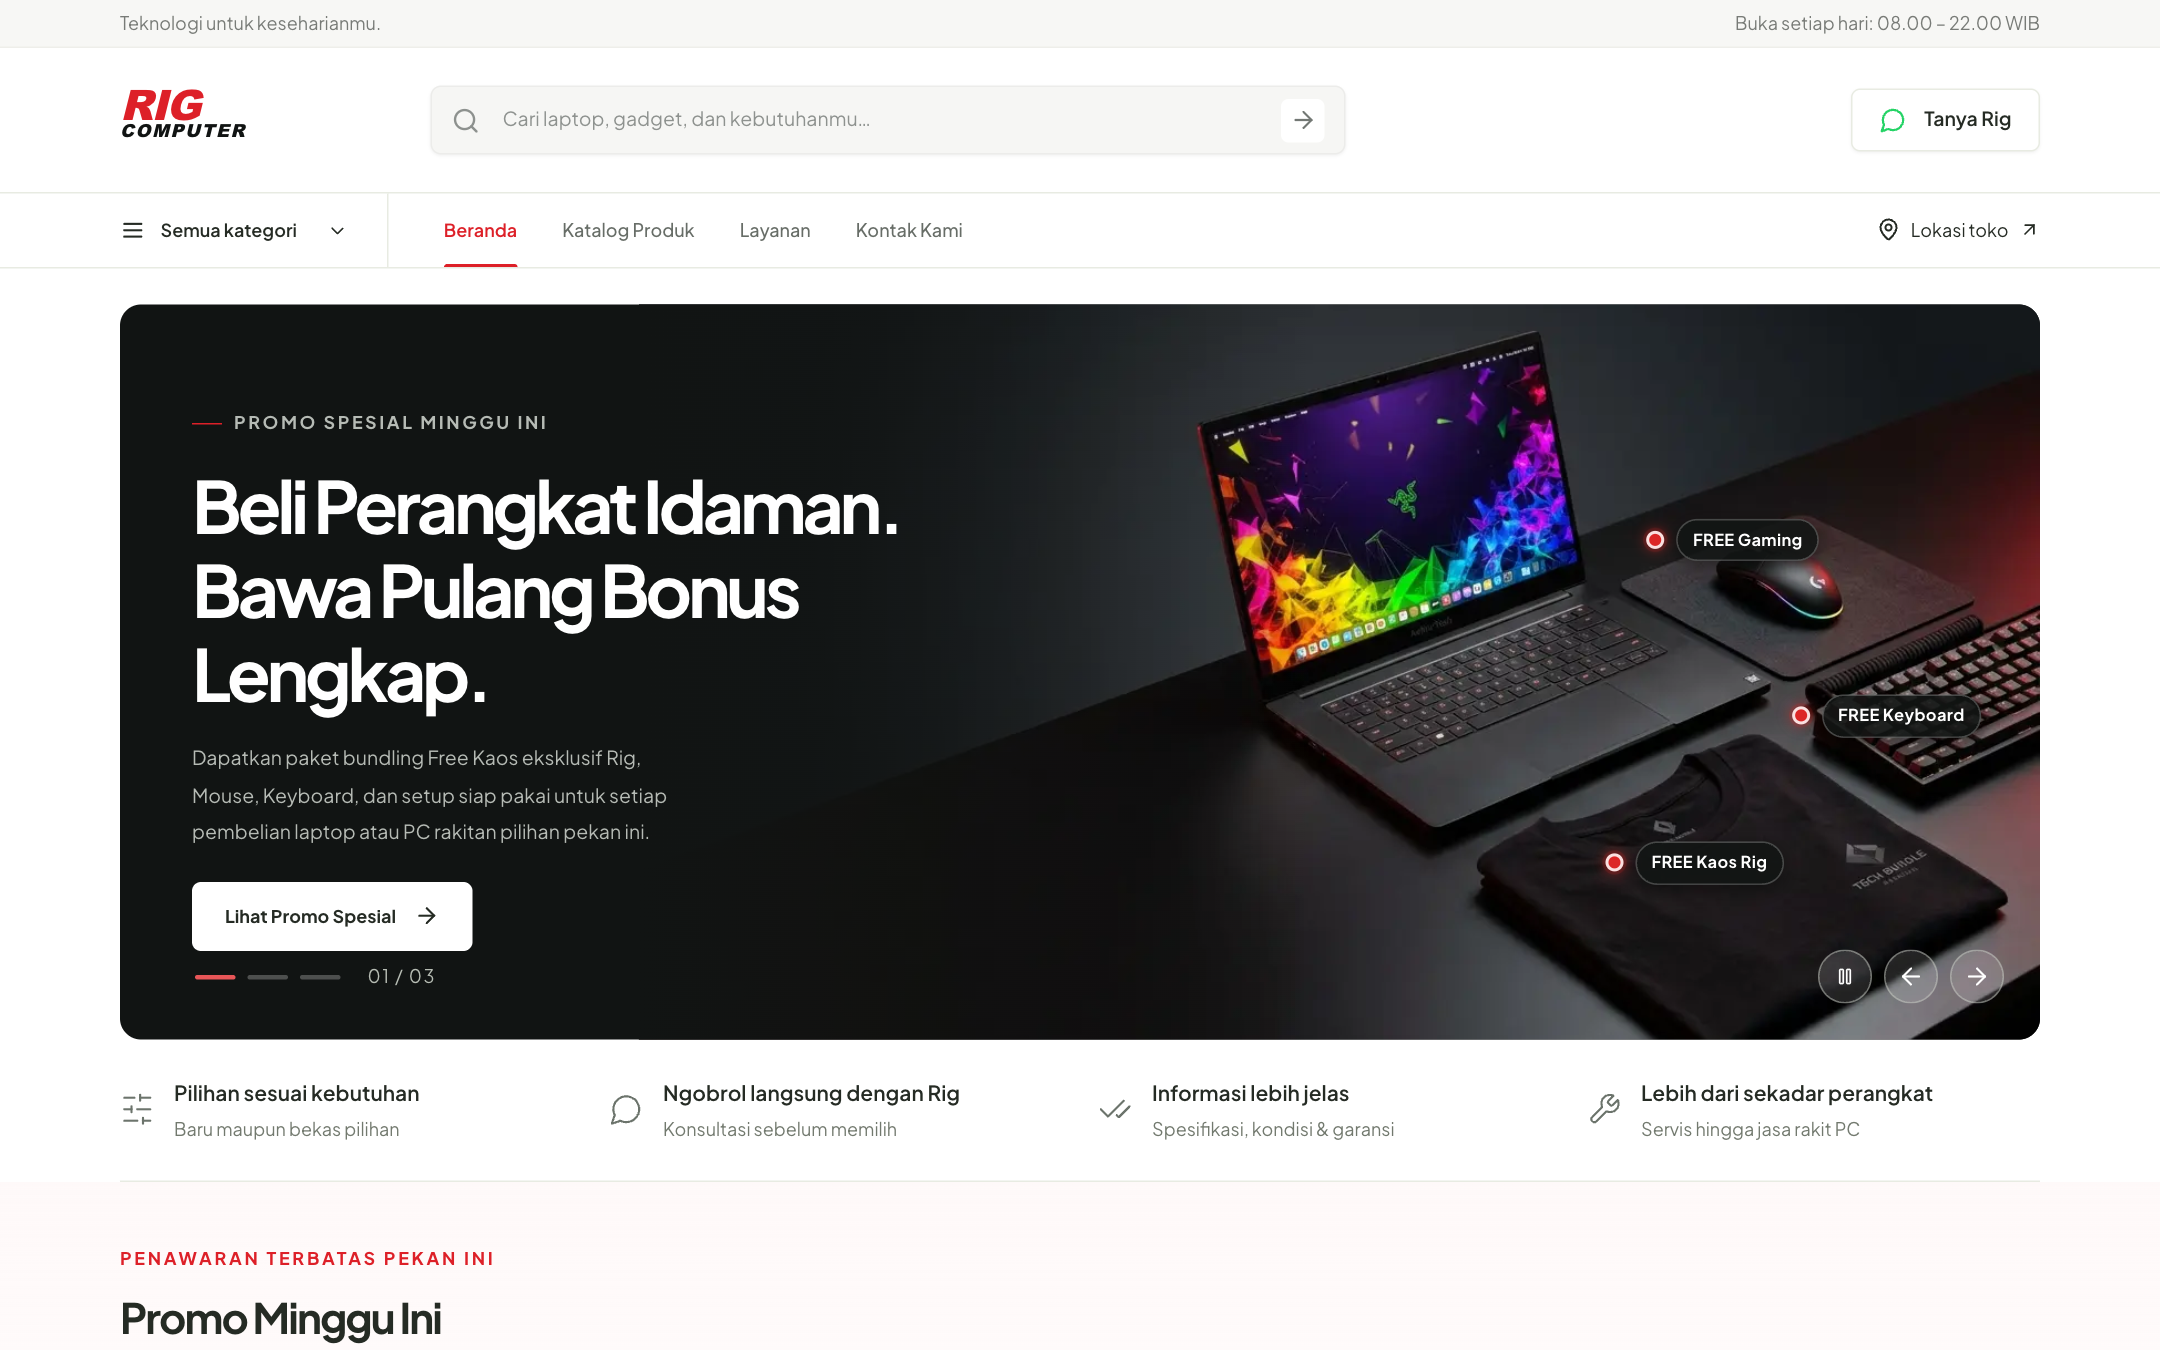 Teknologi untuk keseharianmu.
Buka setiap hari: 08.00 – 22.00 WIB
RIG
COMPUTER
Cari laptop, gadget, dan kebutuhanmu...
Tanya Rig
Semua kategori
Beranda
Katalog Produk
Layanan
Kontak Kami
Lokasi toko
PROMO SPESIAL MINGGU INI
Beli Perangkat Idaman.
Bawa Pulang Bonus
Lengkap.
Dapatkan paket bundling Free Kaos eksklusif Rig,
Mouse, Keyboard, dan setup siap pakai untuk setiap
pembelian laptop atau PC rakitan pilihan pekan ini.
Lihat Promo Spesial
01 / 03
FREE Gaming
FREE Keyboard
FREE Kaos Rig
TECH BUNDLE
Pilihan sesuai kebutuhan
Baru maupun bekas pilihan
Ngobrol langsung dengan Rig
Konsultasi sebelum memilih
Informasi lebih jelas
Spesifikasi, kondisi & garansi
Lebih dari sekadar perangkat
Servis hingga jasa rakit PC
PENAWARAN TERBATAS PEKAN INI
Promo Minggu Ini